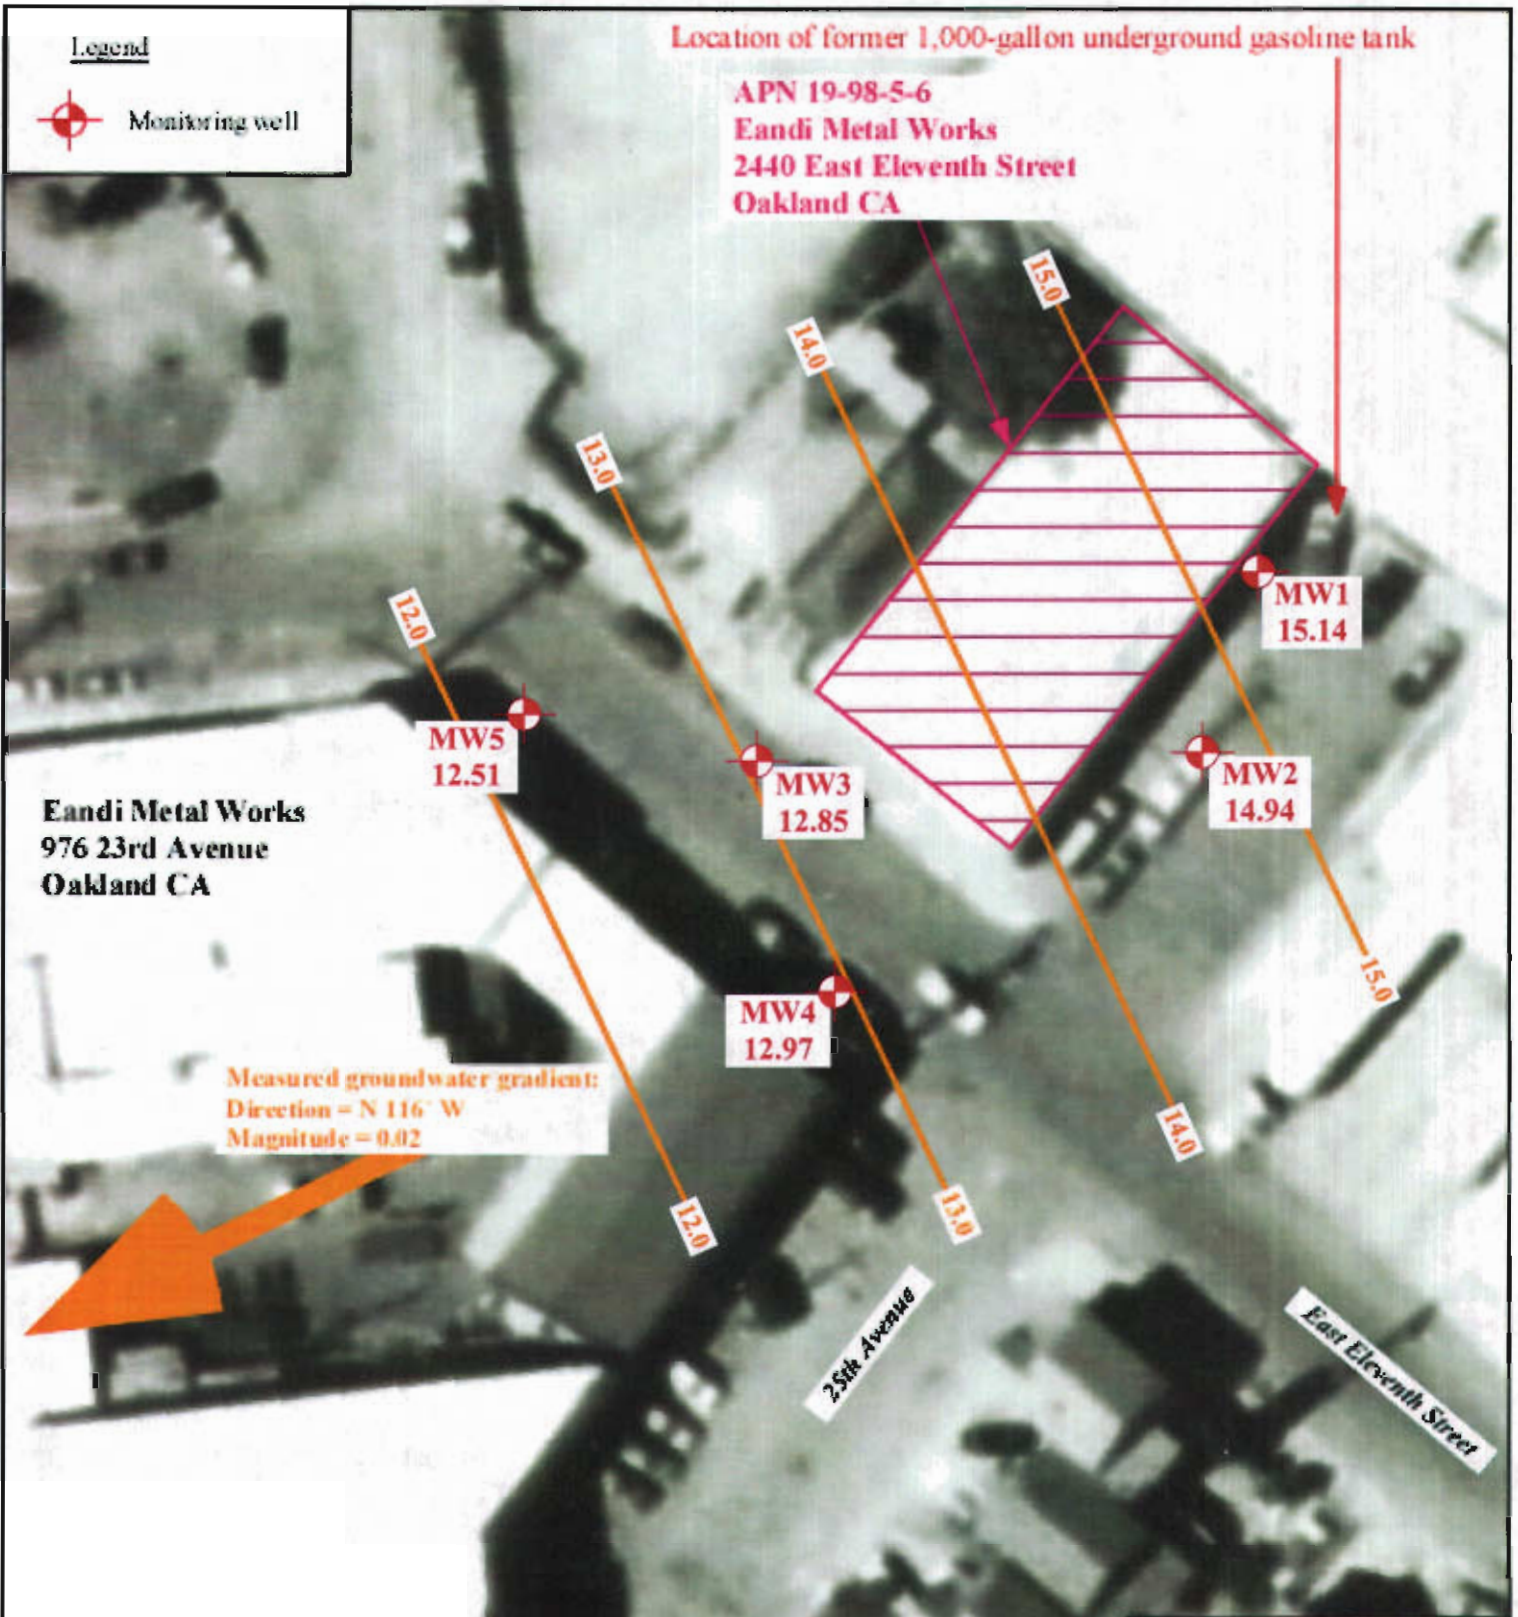 Legend
Monitoring well
Location of former 1,000-gallon underground gasoline tank
APN 19-98-5-6
Eandi Metal Works
2440 East Eleventh Street
Oakland CA
15.0
14.0
13.0
12.0
MW1
15.14
MW5
12.51
MW3
12.85
MW2
14.94
Eandi Metal Works
976 23rd Avenue
Oakland CA
15.0
MW4
12.97
Measured groundwater gradient:
Direction = N 116° W
Magnitude = 0.02
14.0
13.0
12.0
25th Avenue
East Eleventh Street